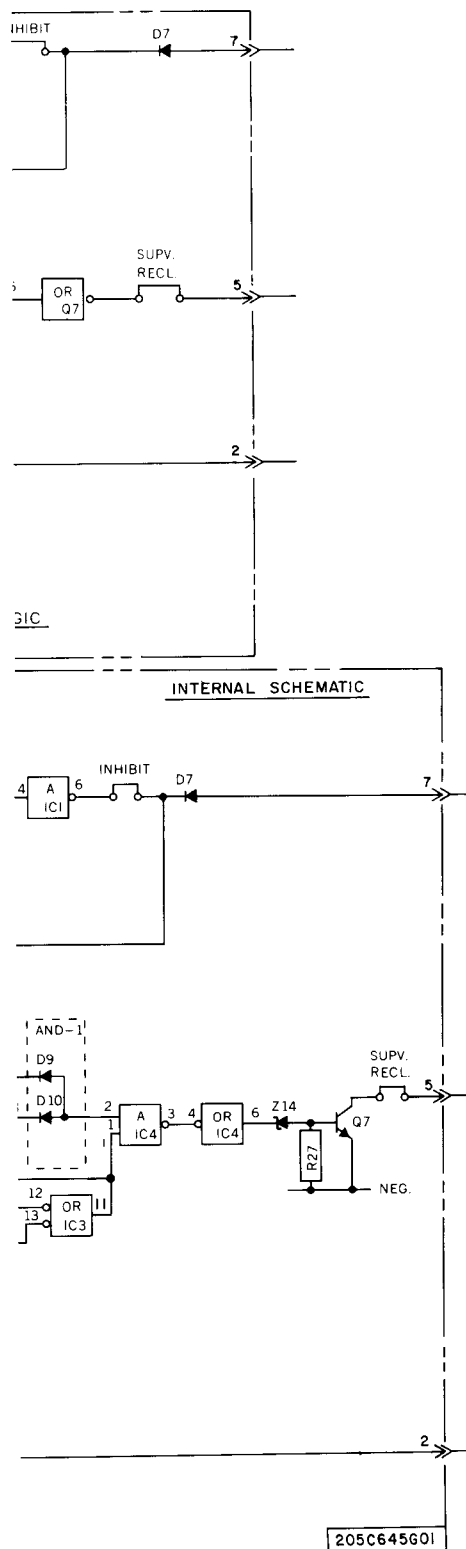 INHIBIT
D7
7
SUPV.
RECL.
OR
Q7
5
2
GIC
INTERNAL SCHEMATIC
INHIBIT
D7
7
4
A
IC1
6
AND-1
D9
D10
2
1
A
IC4
3
4
OR
IC4
6
Z14
R27
Q7
SUPV.
RECL.
5
NEG.
12
13
OR
IC3
11
2
205C645G01